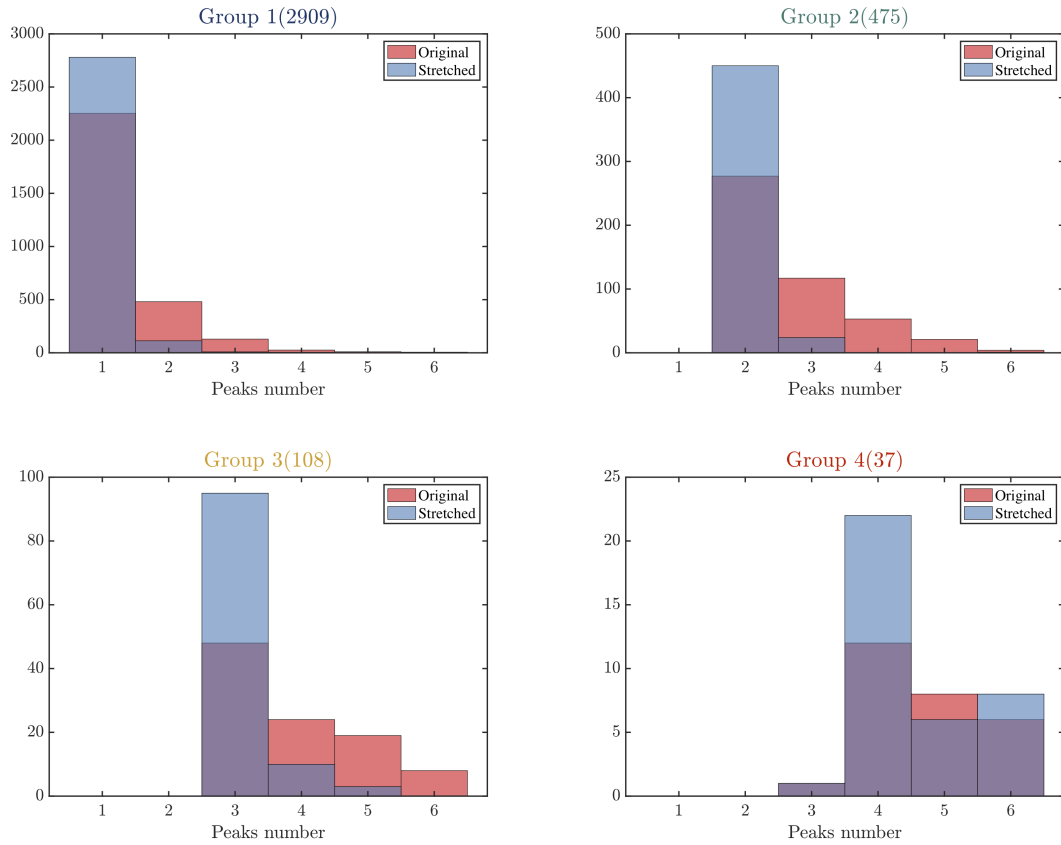 Group 1(2909)
3000
2500
2000
1500
1000
500
0
Original
Stretched
1 2 3 4 5 6
Peaks number
Group 2(475)
500
400
300
200
100
0
Original
Stretched
1 2 3 4 5 6
Peaks number
Group 3(108)
100
80
60
40
20
0
Original
Stretched
1 2 3 4 5 6
Peaks number
Group 4(37)
25
20
15
10
5
0
Original
Stretched
1 2 3 4 5 6
Peaks number